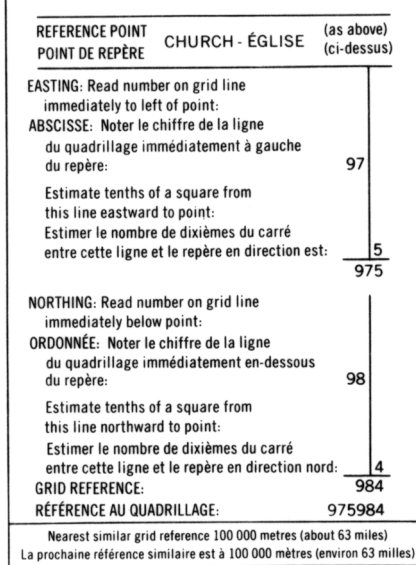 REFERENCE POINT CHURCH - ÉGLISE (as above)
POINT DE REPÈRE (ci-dessus)
EASTING: Read number on grid line
immediately to left of point:
ABSCISSE: Noter le chiffre de la ligne
du quadrillage immédiatement à gauche
du repère: 97
Estimate tenths of a square from
this line eastward to point:
Estimer le nombre de dixièmes du carré
entre cette ligne et le repère en direction est: 5
975
NORTHING: Read number on grid line
immediately below point:
ORDONNÉE: Noter le chiffre de la ligne
du quadrillage immédiatement en-dessous
du repère: 98
Estimate tenths of a square from
this line northward to point:
Estimer le nombre de dixièmes du carré
entre cette ligne et le repère en direction nord: 4
GRID REFERENCE: 984
RÉFÉRENCE AU QUADRILLAGE: 975984
Nearest similar grid reference 100 000 metres (about 63 miles)
La prochaine référence similaire est à 100 000 mètres (environ 63 milles)